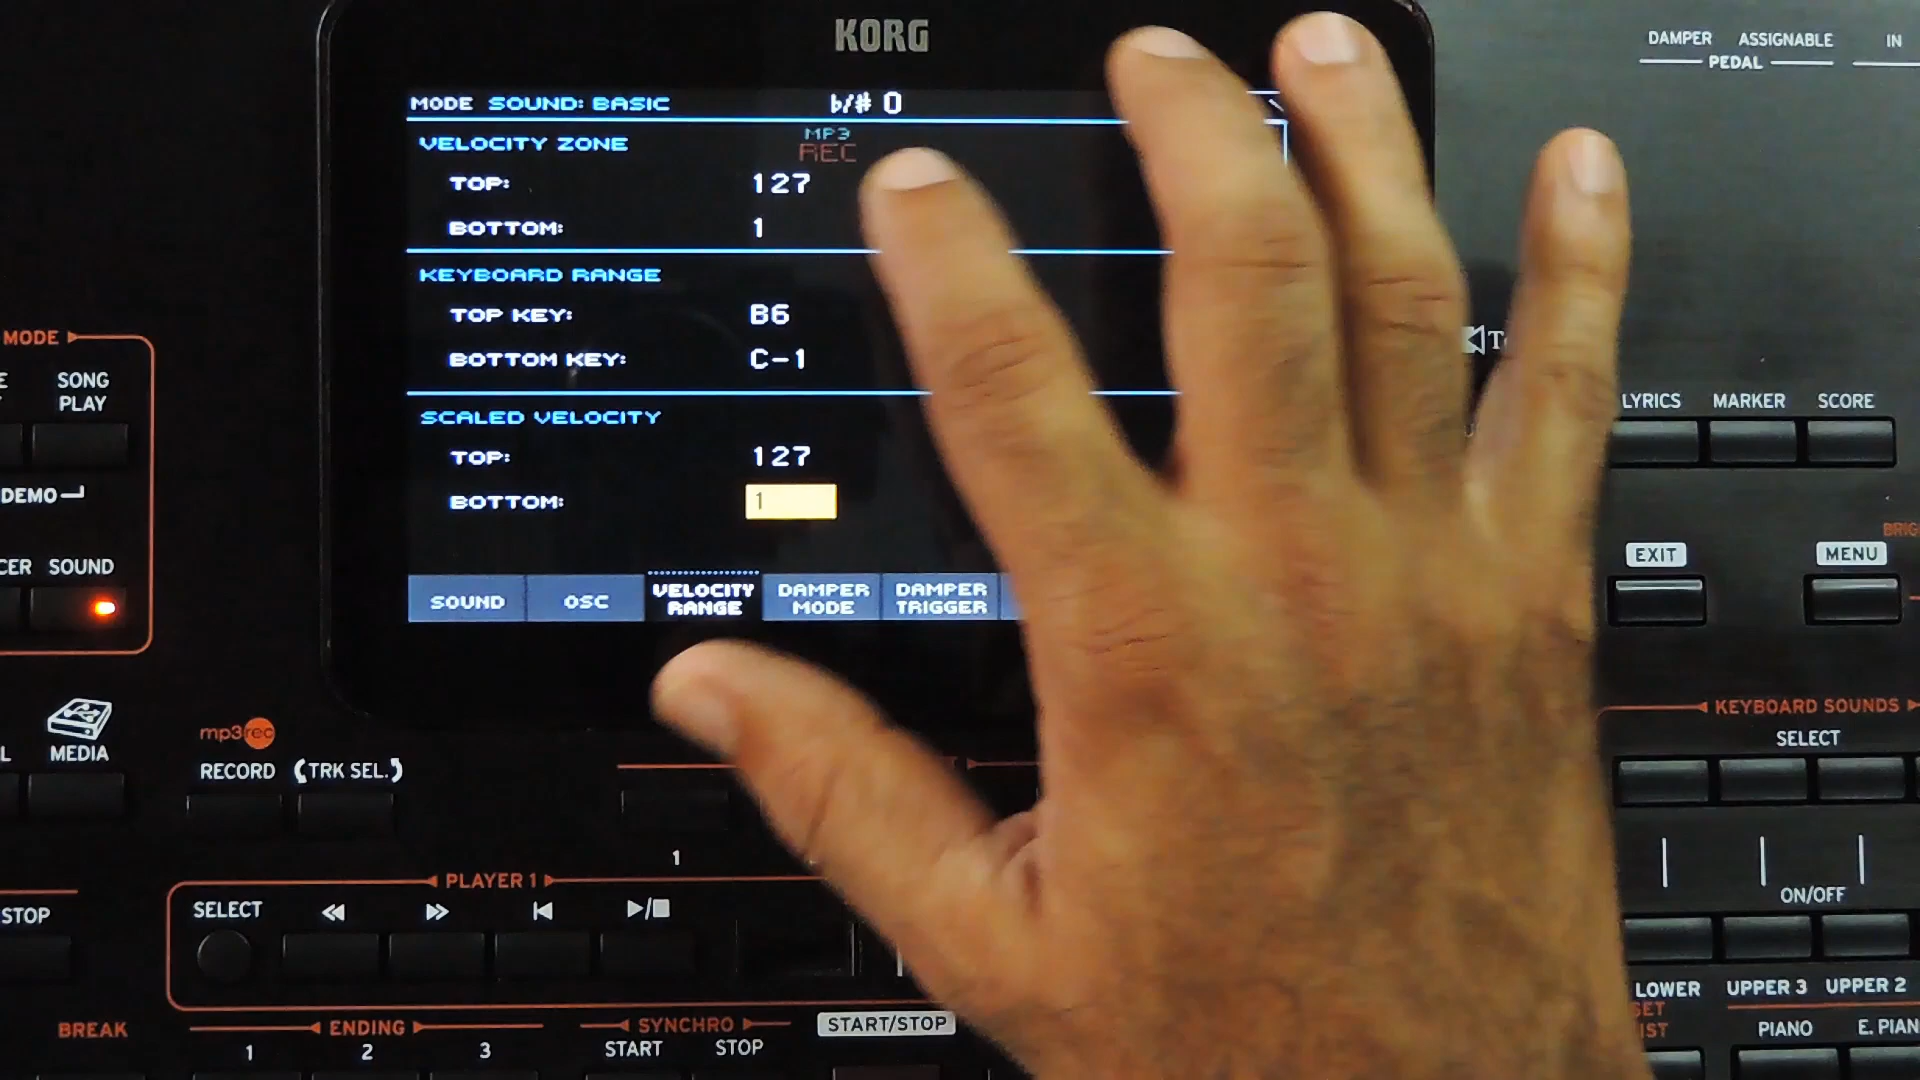 KORG
DAMPER ASSIGNABLE IN
PEDAL
MODE SOUND: BASIC ♭/# 0
MP3
REC
VELOCITY ZONE
TOP: 127
BOTTOM: 1
KEYBOARD RANGE
TOP KEY: B6
BOTTOM KEY: C-1
SCALED VELOCITY
TOP: 127
BOTTOM: 1
SOUND OSC VELOCITY RANGE DAMPER MODE DAMPER TRIGGER
MODE
SONG
PLAY
DEMO
SOUND
LYRICS MARKER SCORE
EXIT MENU
MEDIA
mp3rec
RECORD (TRK SEL.)
KEYBOARD SOUNDS
SELECT
1
PLAYER 1
SELECT
STOP
ON/OFF
LOWER UPPER 3 UPPER 2
PIANO
BREAK
ENDING
1 2 3
SYNCHRO
START STOP
START/STOP